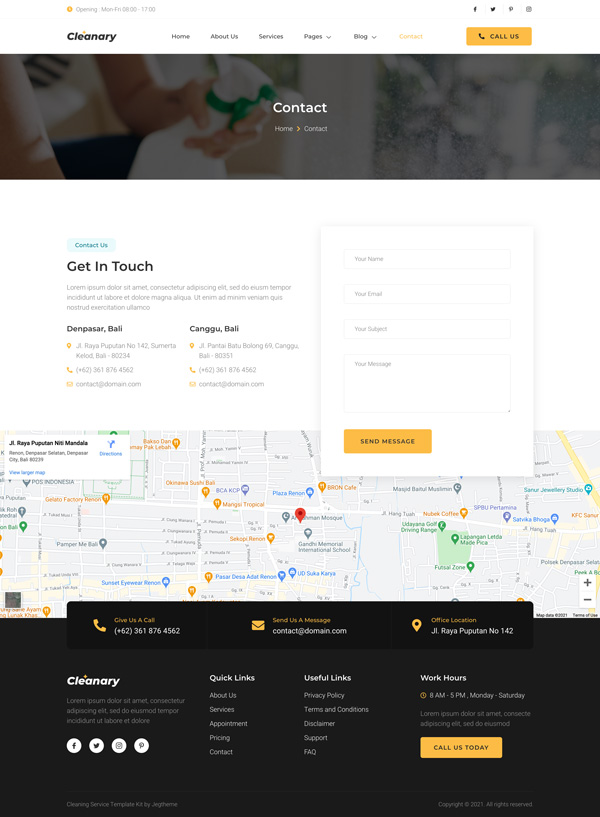 Opening : Mon-Fri 08:00 - 17:00
Cleanary
Home
About Us
Services
Pages
Blog
Contact
CALL US
Contact
Home
Contact
Contact Us
Get In Touch
Lorem ipsum dolor sit amet, consectetur adipiscing elit, sed do eiusm tempor
incididunt ut labore et dolore magna aliqua. Ut enim ad minim veniam quis
nostrud exercitation ullamco
Denpasar, Bali
Jl. Raya Puputan No 142, Sumerta
Kelod, Bali - 80234
(+62) 361 876 4562
contact@domain.com
Canggu, Bali
Jl. Pantai Batu Bolong 69, Canggu,
Bali - 80351
(+62) 361 876 4562
contact@domain.com
Your Name
Your Email
Your Subject
Your Message
SEND MESSAGE
Jl. Raya Puputan Niti Mandala
Renon, Denpasar Selatan, Denpasar
City, Bali 80239
Directions
View larger map
Bakso Dan
Mie Ayam Pak Man
POS INDONESIA
Gelato Factory Renon
Okinawa Sushi Bali
BCA KCP
Mangsi Tropical
Plaza Renon
BRON Cafe
Masjid Baitul Muslimin
Sanur Jewellery Studio
SPBU Pertamina
KFC Sanur
Nubek Coffee
Satvika Bhoga
Udayana Golf
Driving Range
Lapangan Letda
Made Pica
Gandhi Memorial
International School
Sekopi Renon
Pamper Me Bali
Pasar Desa Adat Renon
UD Suka Karya
Sunset Eyewear Renon
Futsal Zone
Polsek Denpasar
Selatan
Map data ©2021
Terms of Use
Give Us A Call
(+62) 361 876 4562
Send Us A Message
contact@domain.com
Office Location
Jl. Raya Puputan No 142
Cleanary
Lorem ipsum dolor sit amet, consectetur
adipiscing elit, sed do eiusmod tempor
incididunt ut labore et dolore
Quick Links
About Us
Services
Appointment
Pricing
Contact
Useful Links
Privacy Policy
Terms and Conditions
Disclaimer
Support
FAQ
Work Hours
8 AM - 5 PM , Monday - Saturday
Lorem ipsum dolor sit amet, consecte
adipiscing elit, sed do eiusmod
CALL US TODAY
Cleaning Service Template Kit by Jegtheme
Copyright © 2021. All rights reserved.